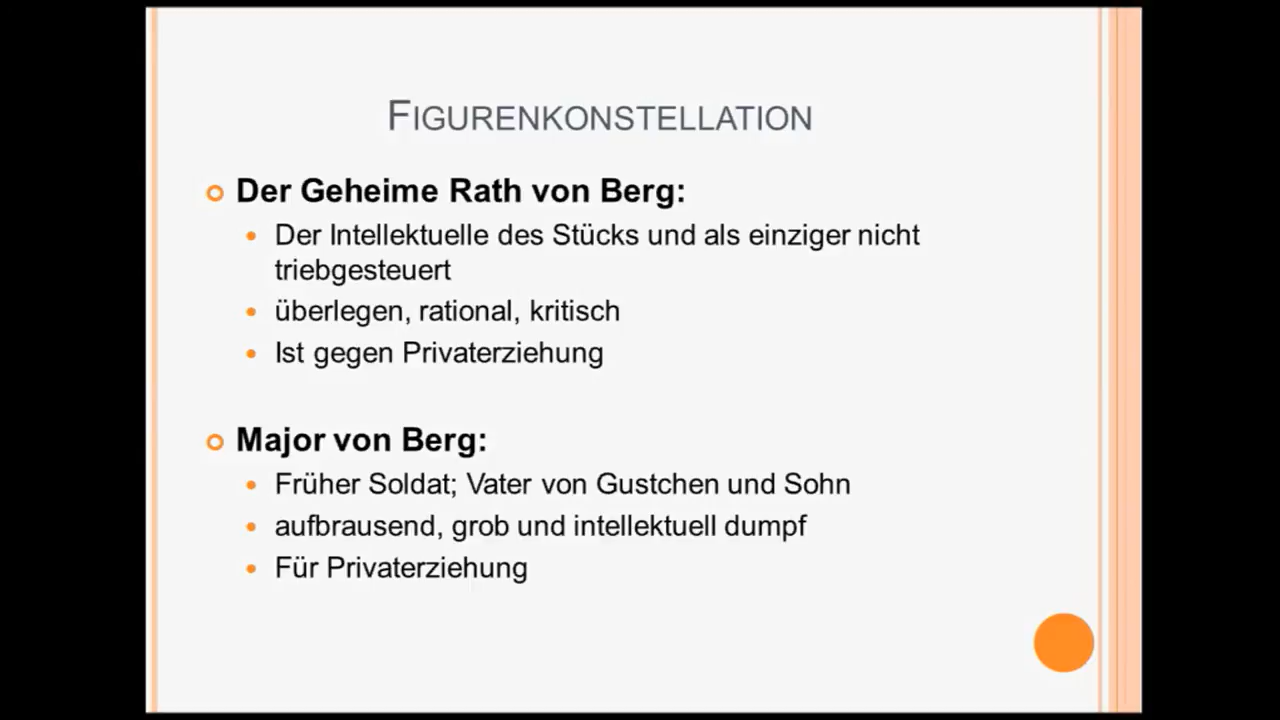 FIGURENKONSTELLATION
Der Geheime Rath von Berg:
Der Intellektuelle des Stücks und als einziger nicht
triebgesteuert
überlegen, rational, kritisch
Ist gegen Privaterziehung
Major von Berg:
Früher Soldat; Vater von Gustchen und Sohn
aufbrausend, grob und intellektuell dumpf
Für Privaterziehung